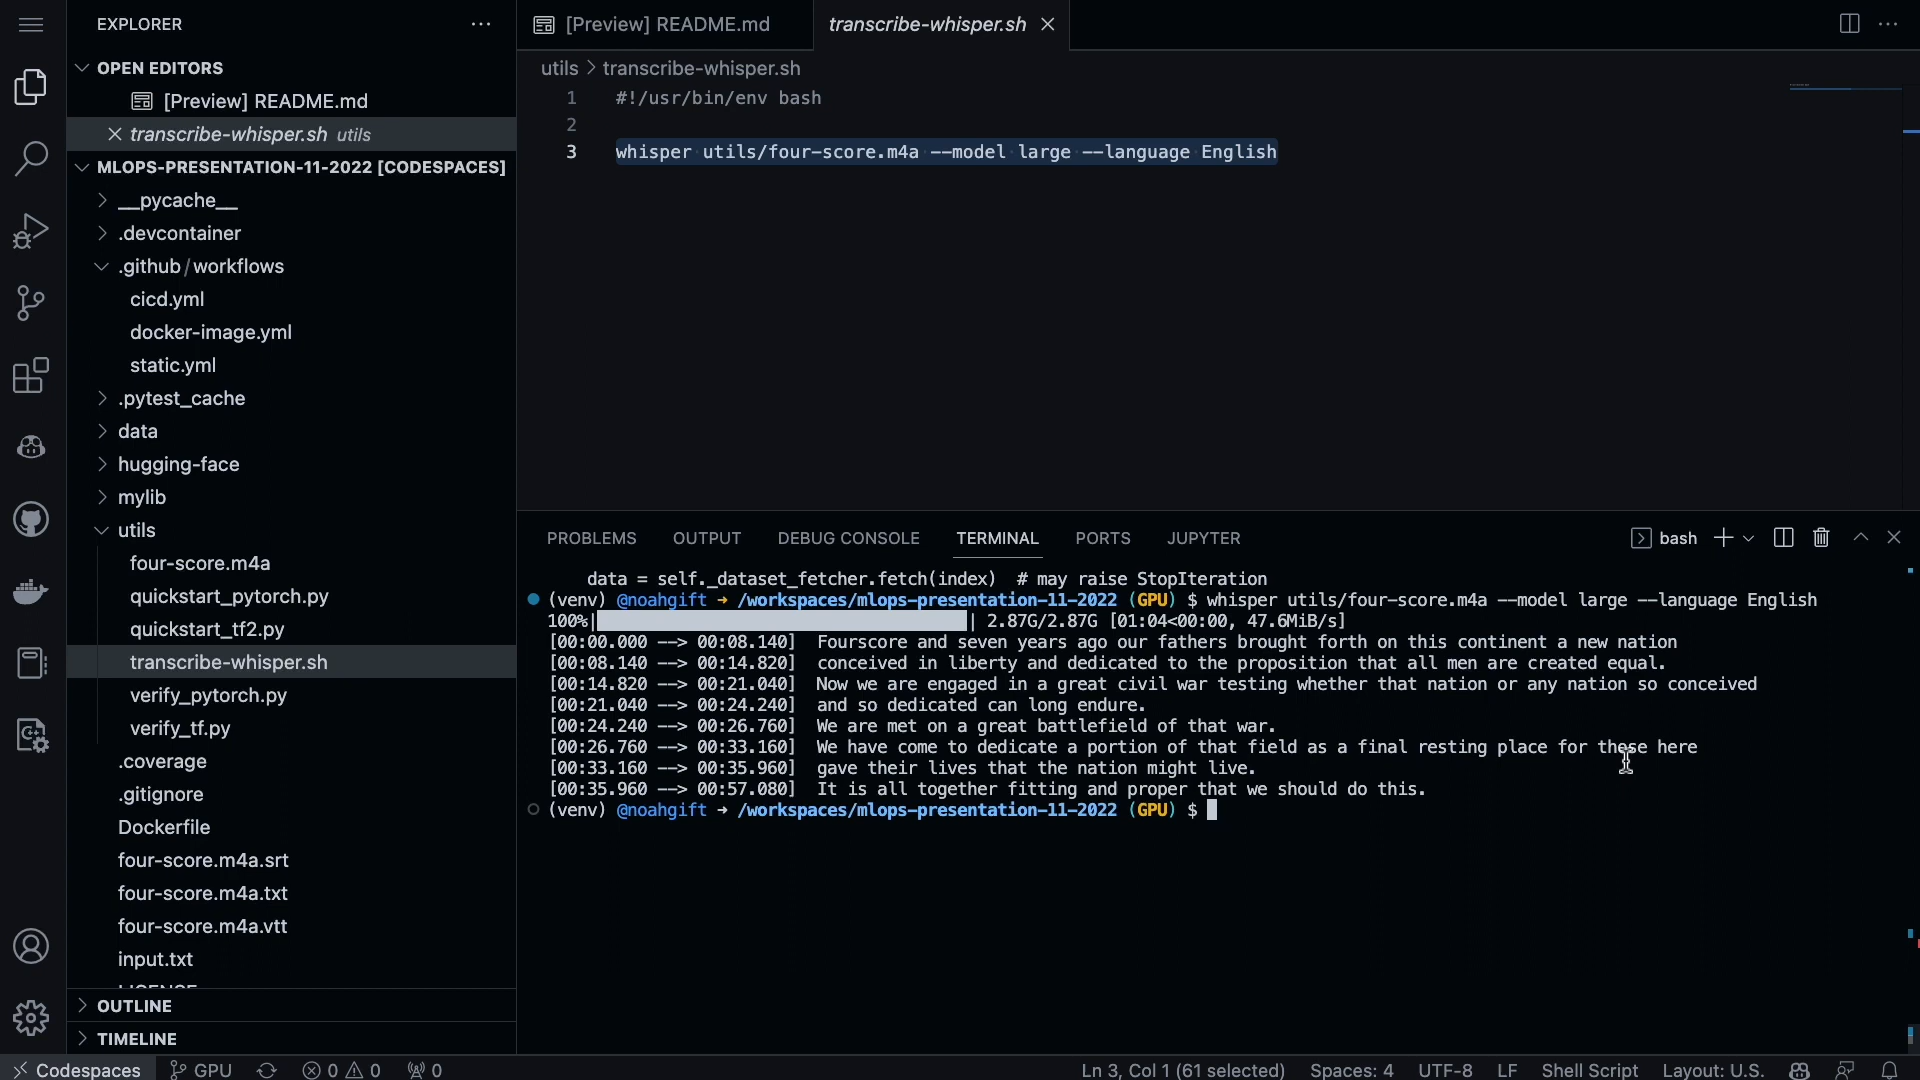 EXPLORER
OPEN EDITORS
[Preview] README.md
transcribe-whisper.sh utils
MLOPS-PRESENTATION-11-2022 [CODESPACES]
__pycache__
.devcontainer
.github/workflows
cicd.yml
docker-image.yml
static.yml
.pytest_cache
data
hugging-face
mylib
utils
four-score.m4a
quickstart_pytorch.py
quickstart_tf2.py
transcribe-whisper.sh
verify_pytorch.py
verify_tf.py
.coverage
.gitignore
Dockerfile
four-score.m4a.srt
four-score.m4a.txt
four-score.m4a.vtt
input.txt
OUTLINE
TIMELINE
[Preview] README.md
transcribe-whisper.sh
utils > transcribe-whisper.sh
1 #!/usr/bin/env bash
2
3 whisper utils/four-score.m4a --model large --language English
PROBLEMS OUTPUT DEBUG CONSOLE TERMINAL PORTS JUPYTER
bash
data = self._dataset_fetcher.fetch(index)  # may raise StopIteration
(venv) @noahgift → /workspaces/mlops-presentation-11-2022 (GPU) $ whisper utils/four-score.m4a --model large --language English
100%| | 2.87G/2.87G [01:04<00:00, 47.6MiB/s]
[00:00.000 --> 00:08.140]  Fourscore and seven years ago our fathers brought forth on this continent a new nation
[00:08.140 --> 00:14.820]  conceived in liberty and dedicated to the proposition that all men are created equal.
[00:14.820 --> 00:21.040]  Now we are engaged in a great civil war testing whether that nation or any nation so conceived
[00:21.040 --> 00:24.240]  and so dedicated can long endure.
[00:24.240 --> 00:26.760]  We are met on a great battlefield of that war.
[00:26.760 --> 00:33.160]  We have come to dedicate a portion of that field as a final resting place for these here
[00:33.160 --> 00:35.960]  gave their lives that the nation might live.
[00:35.960 --> 00:57.080]  It is all together fitting and proper that we should do this.
(venv) @noahgift → /workspaces/mlops-presentation-11-2022 (GPU) $
Codespaces GPU 0 0 0 Ln 3, Col 1 (61 selected) Spaces: 4 UTF-8 LF Shell Script Layout: U.S.